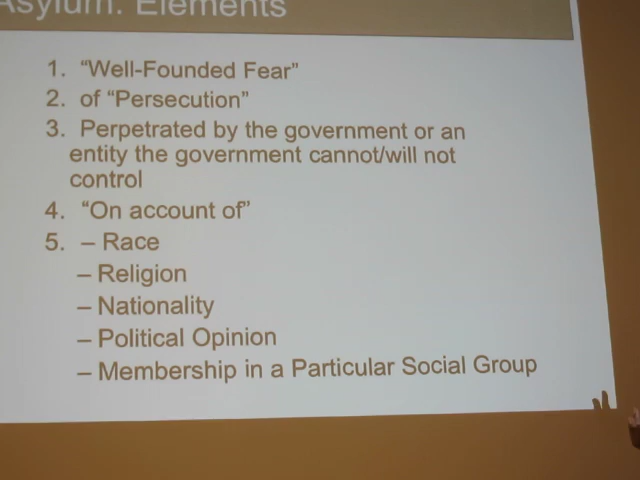 Asylum: Elements
1. "Well-Founded Fear"
2. of "Persecution"
3. Perpetrated by the government or an
entity the government cannot/will not
control
4. "On account of"
5. – Race
– Religion
– Nationality
– Political Opinion
– Membership in a Particular Social Group